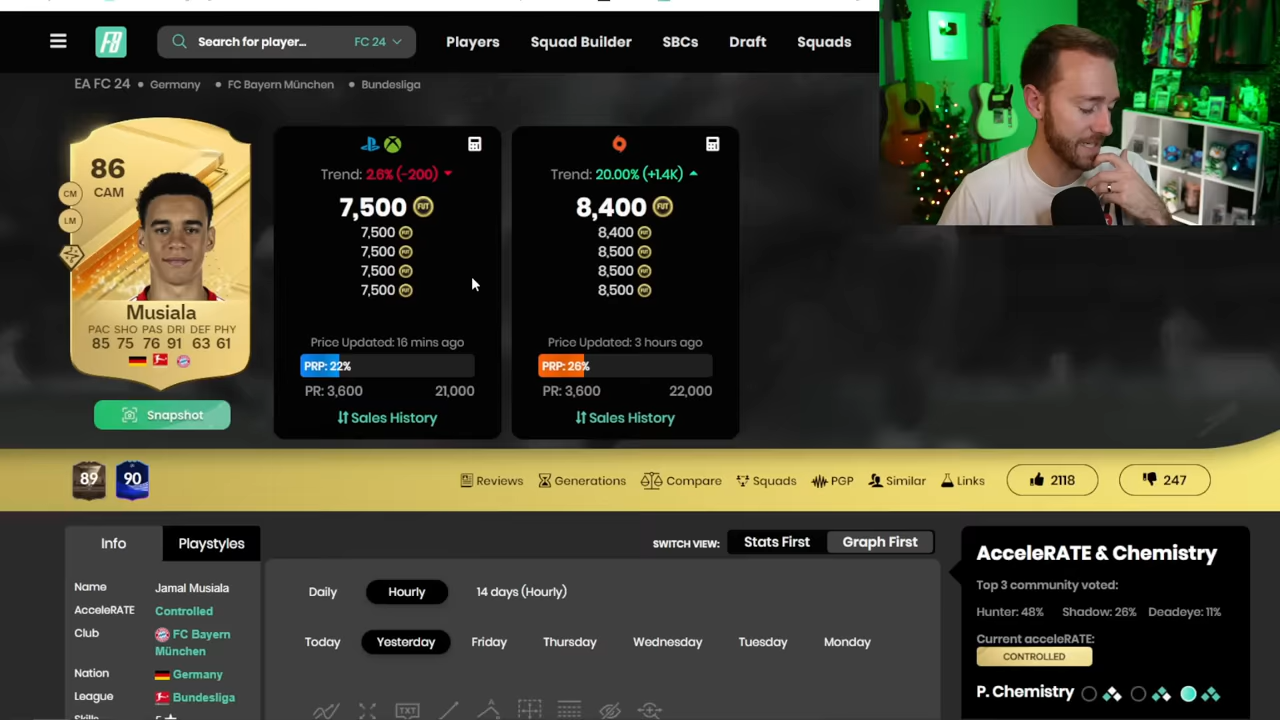 FB
Search for player...
FC 24
Players
Squad Builder
SBCs
Draft
Squads
EA FC 24 • Germany • FC Bayern München • Bundesliga
86
CAM
CM
LM
Musiala
PAC SHO PAS DRI DEF PHY
85 75 76 91 63 61
Snapshot
Trend: 2.6% (-200)
7,500
7,500
7,500
7,500
7,500
Price Updated: 16 mins ago
PRP: 22%
PR: 3,600 21,000
Sales History
Trend: 20.00% (+1.4K)
8,400
8,400
8,500
8,500
8,500
Price Updated: 3 hours ago
PRP: 26%
PR: 3,600 22,000
Sales History
89
90
Reviews
Generations
Compare
Squads
PGP
Similar
Links
2118
247
Info
Playstyles
Name Jamal Musiala
AcceleRATE Controlled
Club FC Bayern
München
Nation Germany
League Bundesliga
SWITCH VIEW:
Stats First
Graph First
Daily
Hourly
14 days (Hourly)
Today
Yesterday
Friday
Thursday
Wednesday
Tuesday
Monday
TXT
AcceleRATE & Chemistry
Top 3 community voted:
Hunter: 48% Shadow: 26% Deadeye: 11%
Current acceleRATE:
CONTROLLED
P. Chemistry